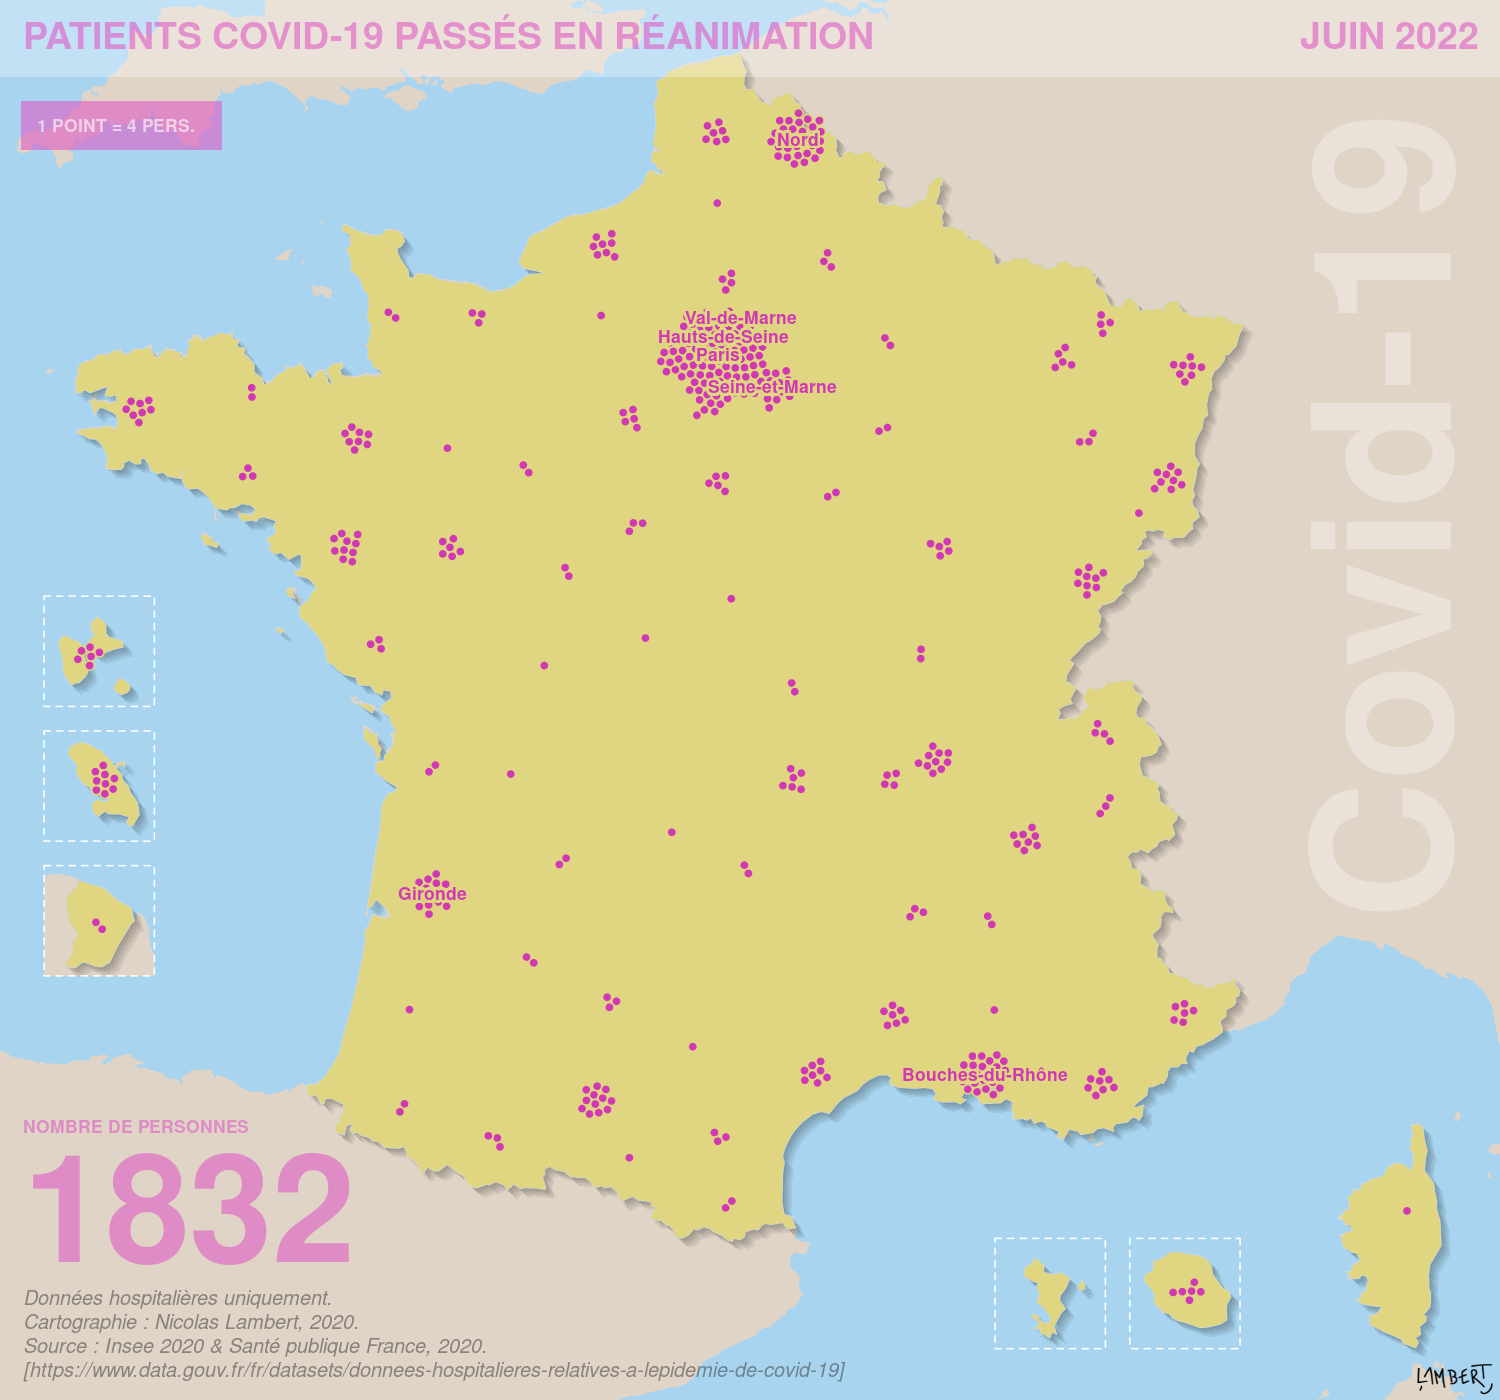 PATIENTS COVID-19 PASSÉS EN RÉANIMATION
JUIN 2022
1 POINT = 4 PERS.
Covid-19
Nord
Val-de-Marne
Hauts-de-Seine
Paris
Seine-et-Marne
Gironde
Bouches-du-Rhône
NOMBRE DE PERSONNES
1832
Données hospitalières uniquement.
Cartographie : Nicolas Lambert, 2020.
Source : Insee 2020 & Santé publique France, 2020.
[https://www.data.gouv.fr/fr/datasets/donnees-hospitalieres-relatives-a-lepidemie-de-covid-19]
LAMBERT